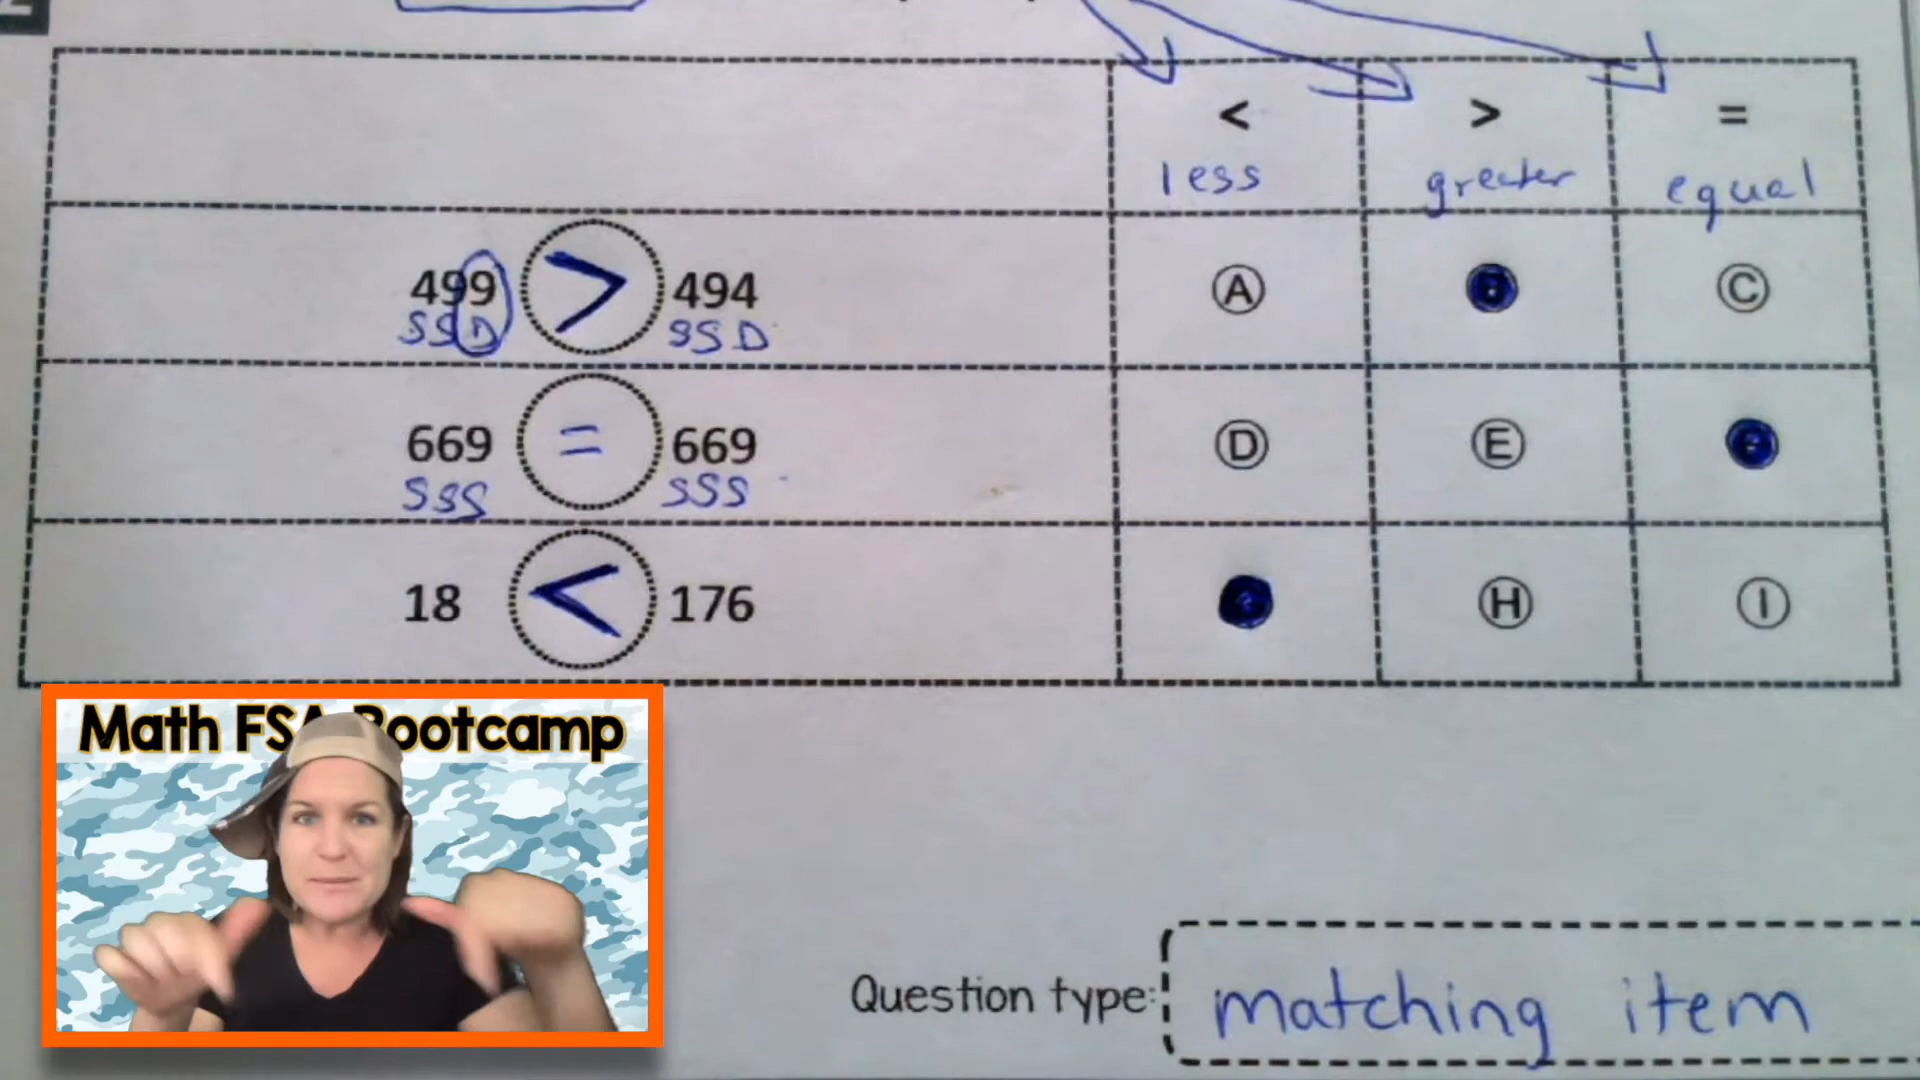 < > =
less greater equal
499 > 494 A C
SSD SSD
669 = 669 D E
SSS SSS
18 < 176 H I
Math FSA Bootcamp
Question type: matching item